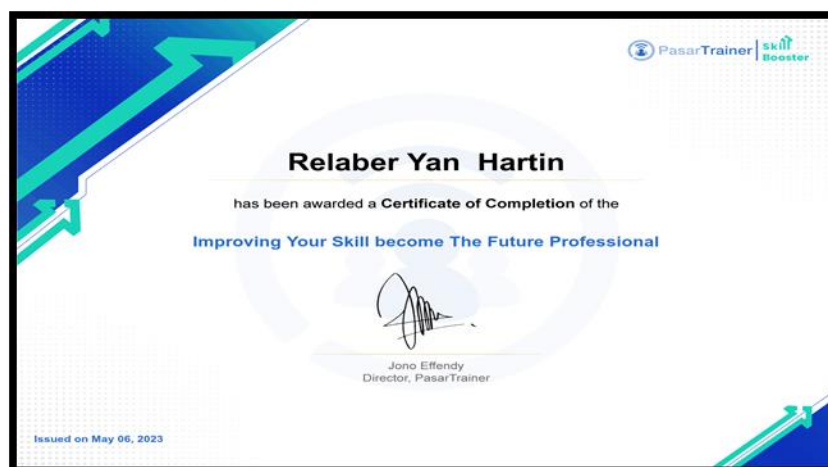 PasarTrainer
Skill
Booster
Relaber Yan Hartin
has been awarded a Certificate of Completion of the
Improving Your Skill become The Future Professional
Jono Effendy
Director, PasarTrainer
Issued on May 06, 2023